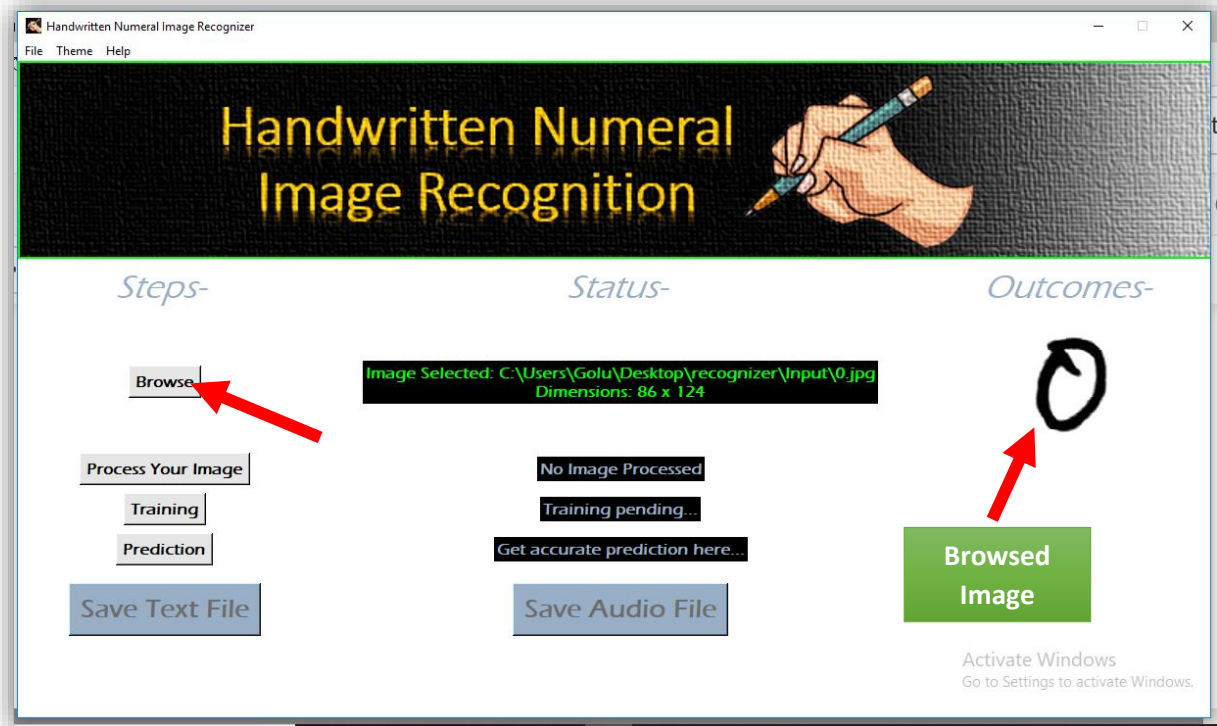 Handwritten Numeral Image Recognizer
File Theme Help
Handwritten Numeral
Image Recognition
Steps-
Status-
Outcomes-
Browse
Image Selected: C:\Users\Golu\Desktop\recognizer\Input\0.jpg
Dimensions: 86 x 124
0
Process Your Image
No Image Processed
Training
Training pending...
Prediction
Get accurate prediction here...
Browsed
Image
Save Text File
Save Audio File
Activate Windows
Go to Settings to activate Windows.